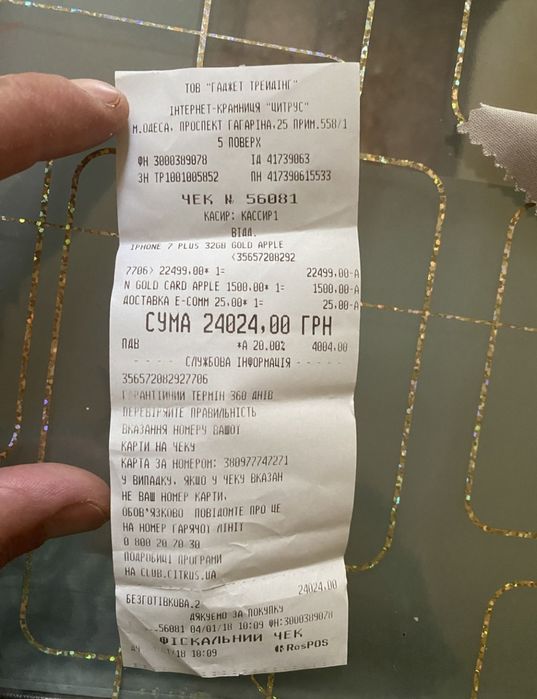 ТОВ "ГАДЖЕТ ТРЕЙДІНГ"
ІНТЕРНЕТ-КРАМНИЦЯ "ЦИТРУС"
М.ОДЕСА, ПРОСПЕКТ ГАГАРІНА,25 ПРИМ.558/1
5 ПОВЕРХ
ФН 3000389078 ІД 41739063
ЗН ТР1001005852 ПН 417390615533
ЧЕК № 56081
КАСИР: КАССИР1
ВІДД.
IPHONE 7 PLUS 32GB GOLD APPLE
<35657208292
7706> 22499.00* 1= 22499.00-А
N GOLD CARD APPLE 1500.00* 1= 1500.00-А
ДОСТАВКА E-COMM 25.00* 1= 25.00-А
СУМА 24024,00 ГРН
ПДВ *А 20.00% 4004.00
- - - - - СЛУЖБОВА ІНФОРМАЦІЯ - - - - -
356572082927706
ГАРАНТІЙНИЙ ТЕРМІН 360 ДНІВ
ПЕРЕВІРЯЙТЕ ПРАВИЛЬНІСТЬ
ВКАЗАННЯ НОМЕРУ ВАШОЇ
КАРТИ НА ЧЕКУ
КАРТА ЗА НОМЕРОМ: 380977747271
У ВИПАДКУ, ЯКЩО У ЧЕКУ ВКАЗАН
НЕ ВАШ НОМЕР КАРТИ,
ОБОВ'ЯЗКОВО ПОВІДОМТЕ ПРО ЦЕ
НА НОМЕР ГАРЯЧОЇ ЛІНІЇ
0 800 20 70 30
ПОДРОБИЦІ ПРОГРАМИ
НА CLUB.CITRUS.UA
БЕЗГОТІВКОВА.2 24024.00
ДЯКУЄМО ЗА ПОКУПКУ
56081 04/01/18 10:09 ФН:3000389078
ФІСКАЛЬНИЙ ЧЕК
10:09 RosPOS